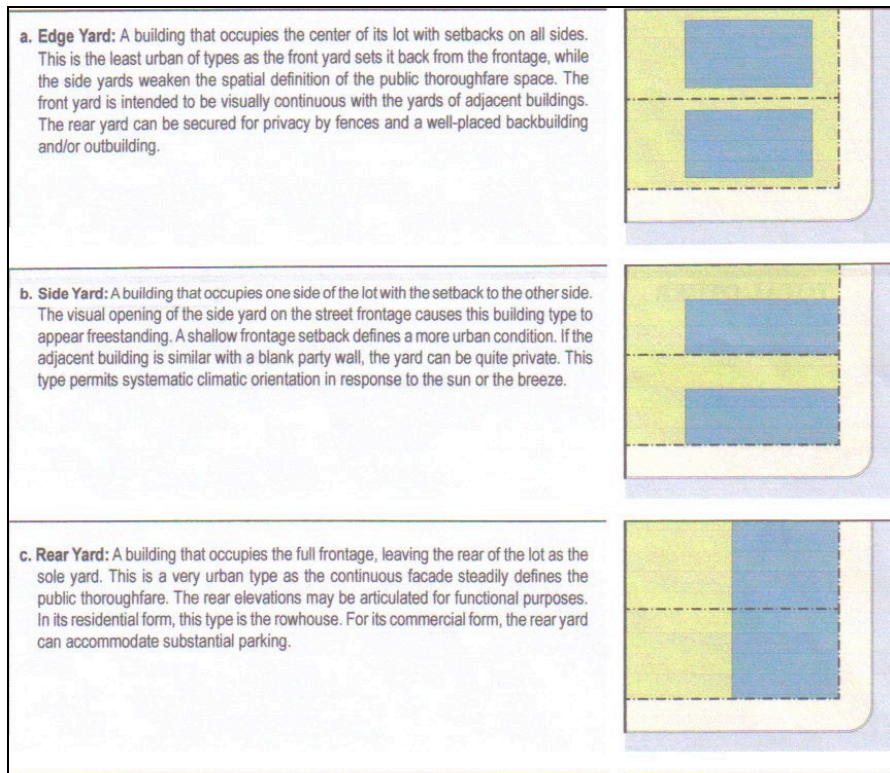 a. Edge Yard: A building that occupies the center of its lot with setbacks on all sides.
This is the least urban of types as the front yard sets it back from the frontage, while
the side yards weaken the spatial definition of the public thoroughfare space. The
front yard is intended to be visually continuous with the yards of adjacent buildings.
The rear yard can be secured for privacy by fences and a well-placed backbuilding
and/or outbuilding.
b. Side Yard: A building that occupies one side of the lot with the setback to the other side.
The visual opening of the side yard on the street frontage causes this building type to
appear freestanding. A shallow frontage setback defines a more urban condition. If the
adjacent building is similar with a blank party wall, the yard can be quite private. This
type permits systematic climatic orientation in response to the sun or the breeze.
c. Rear Yard: A building that occupies the full frontage, leaving the rear of the lot as the
sole yard. This is a very urban type as the continuous facade steadily defines the
public thoroughfare. The rear elevations may be articulated for functional purposes.
In its residential form, this type is the rowhouse. For its commercial form, the rear yard
can accommodate substantial parking.